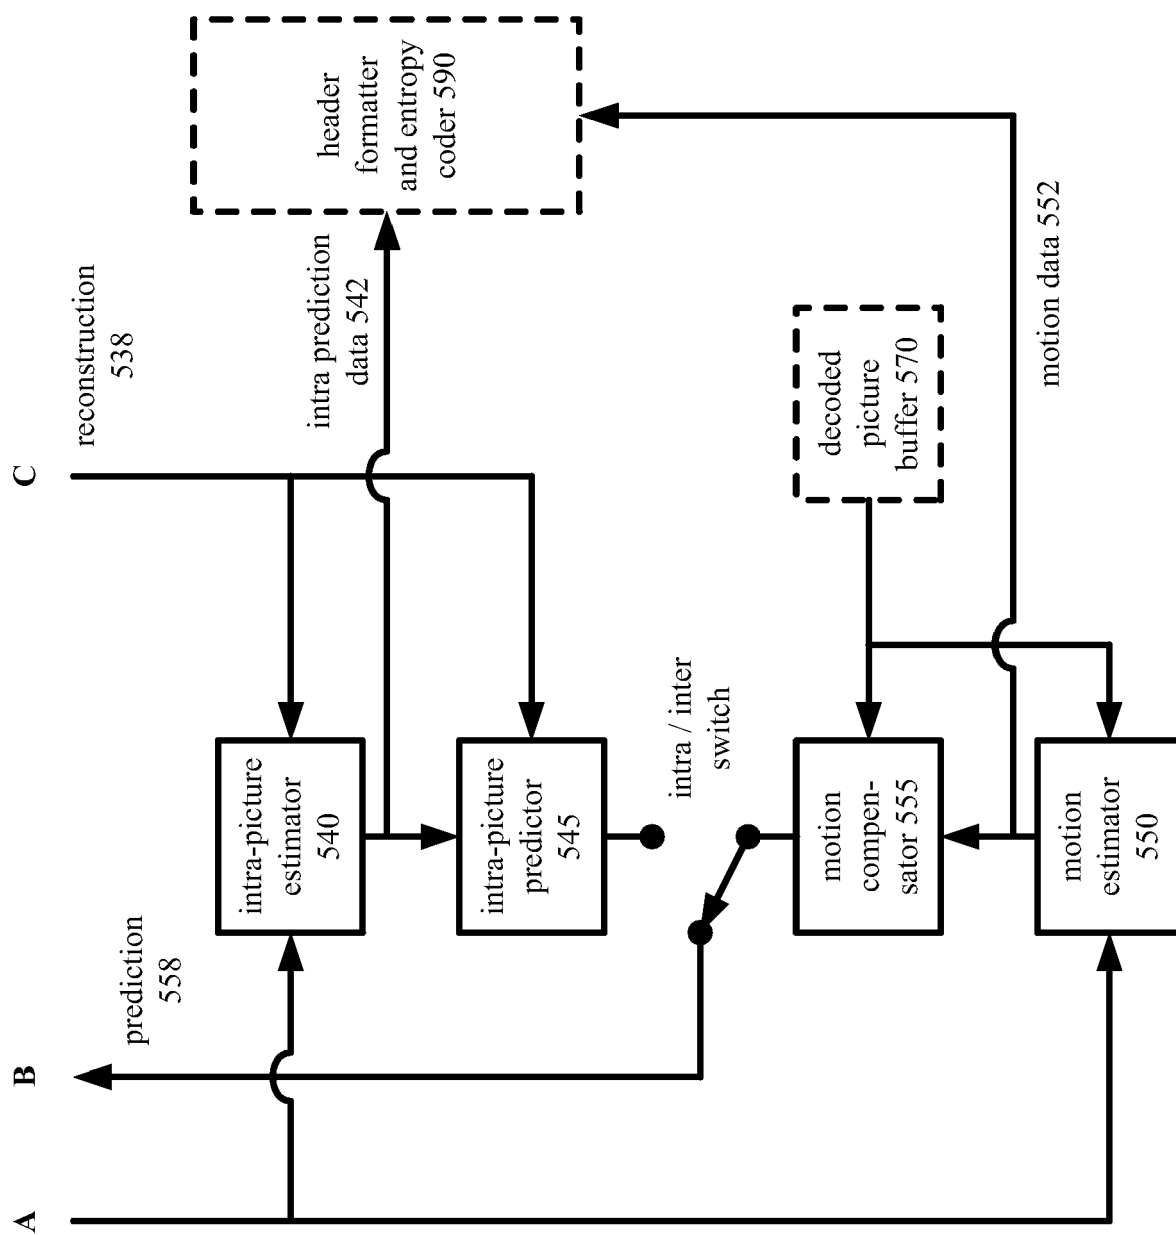 A
B
C
prediction
558
reconstruction
538
intra-picture
estimator
540
intra prediction
data 542
header
formatter
and entropy
coder 590
intra-picture
predictor
545
intra / inter
switch
motion
compen-
sator 555
decoded
picture
buffer 570
motion
estimator
550
motion data 552